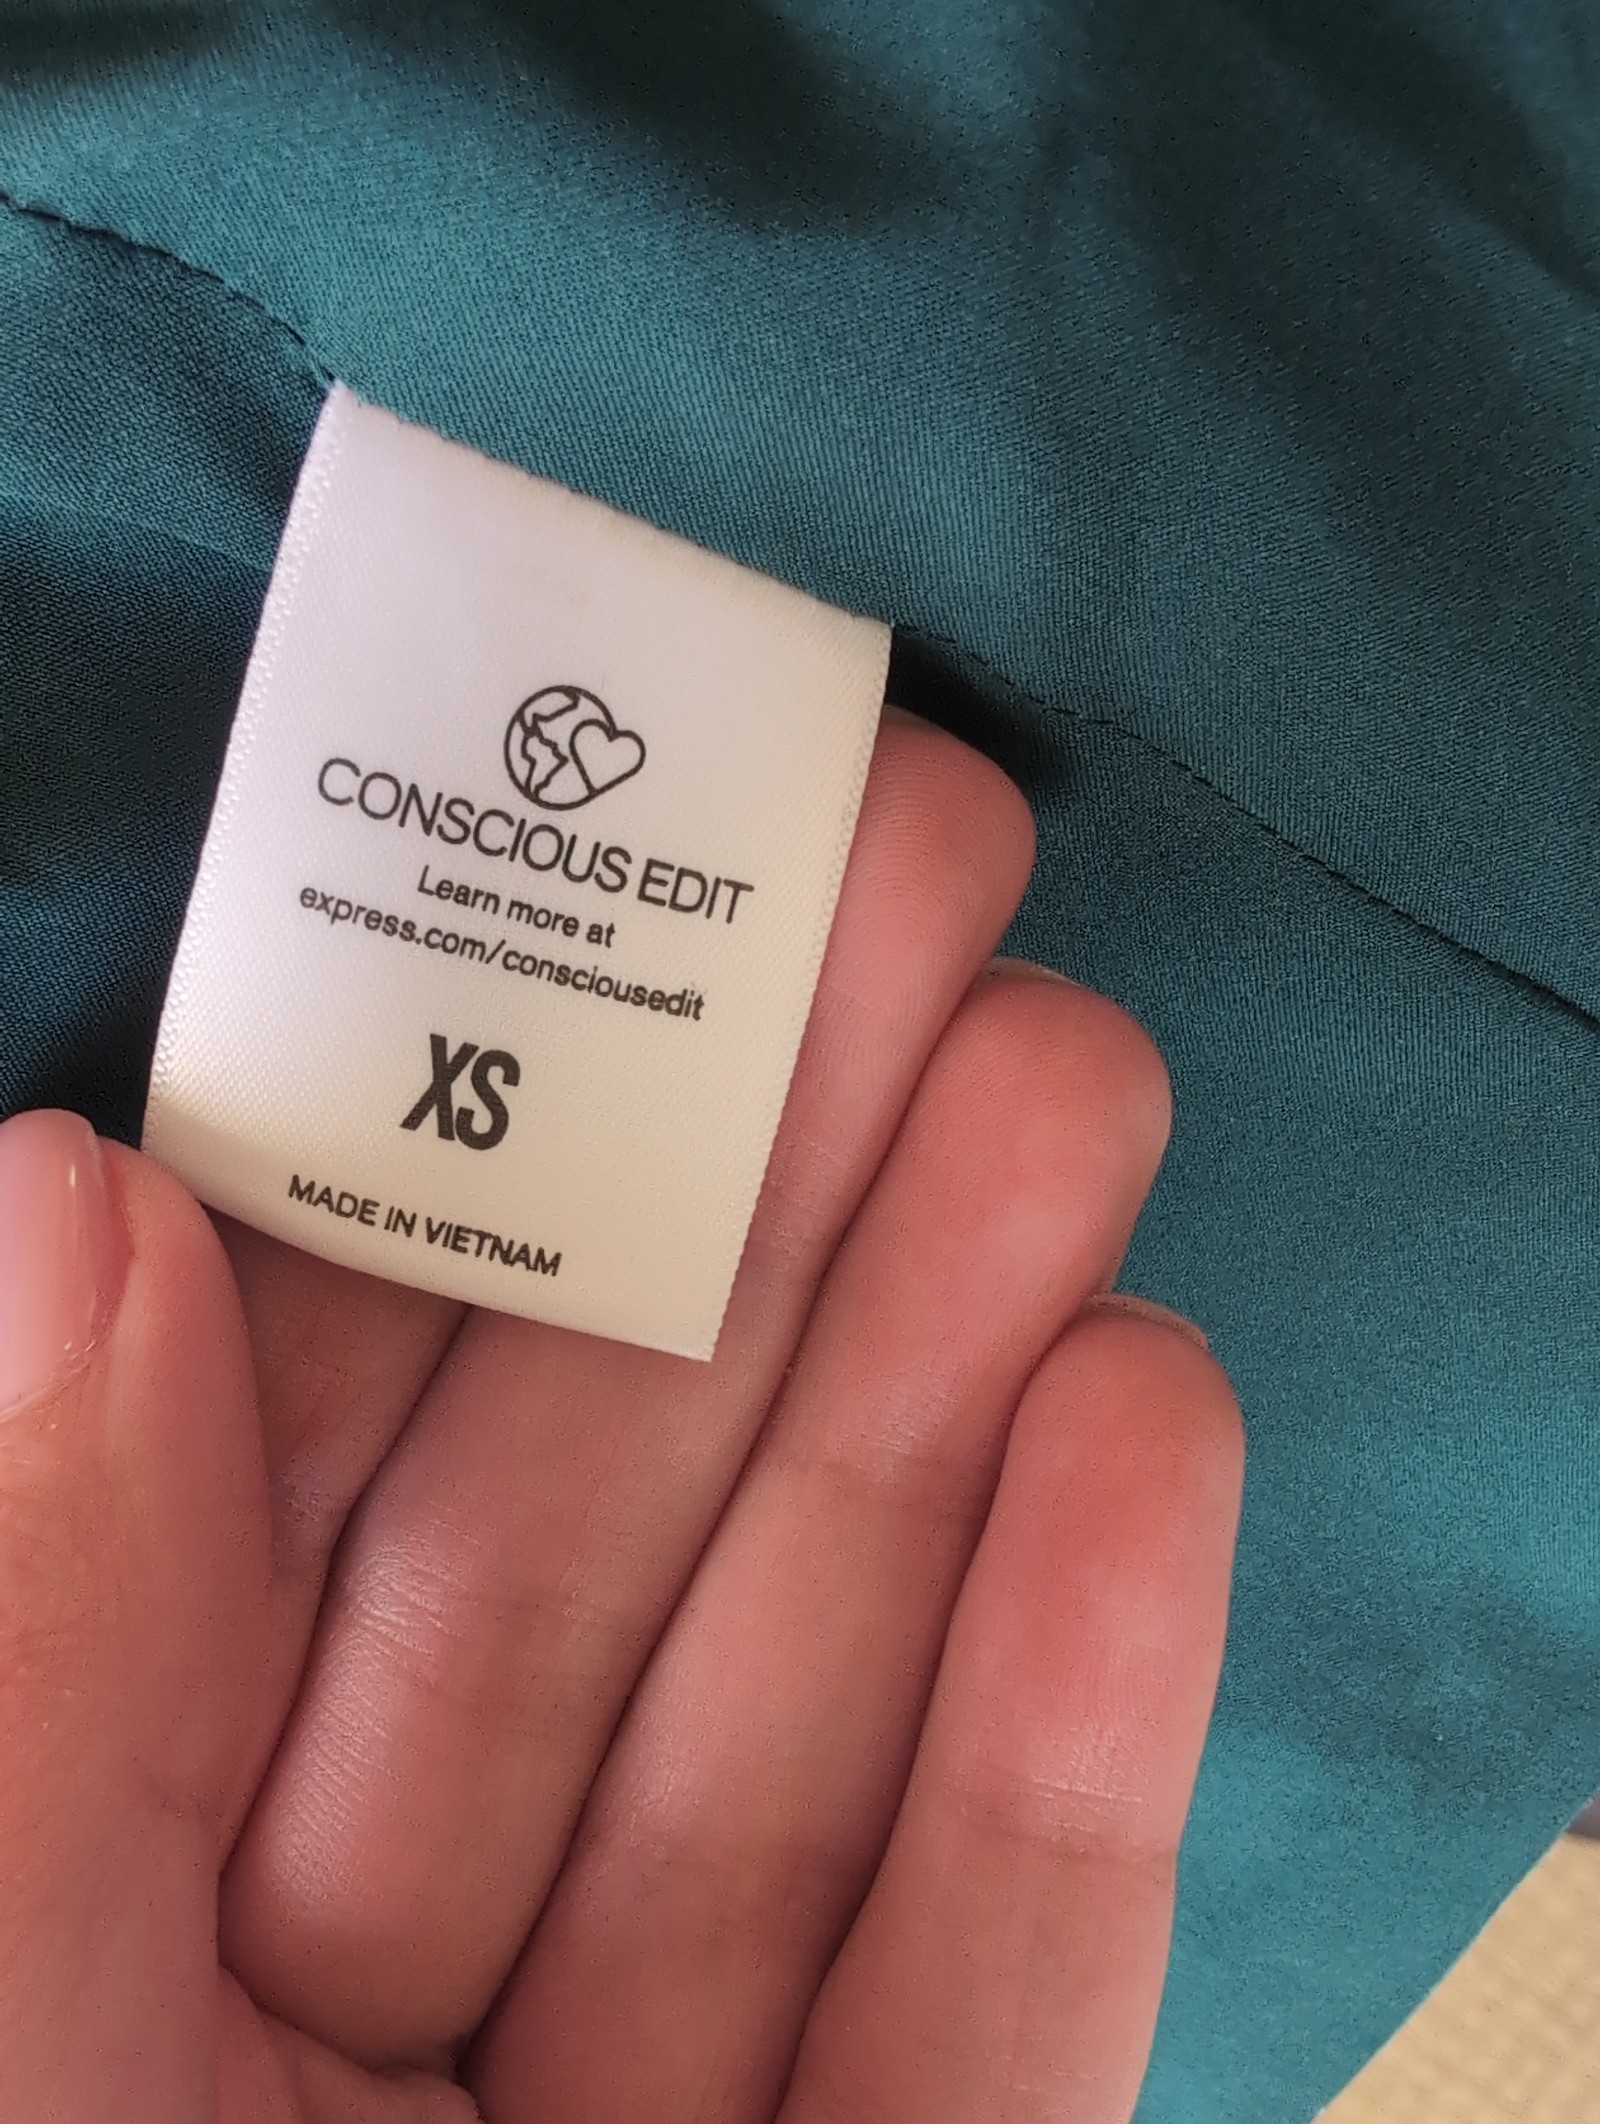 CONSCIOUS EDIT
Learn more at
express.com/consciousedit
XS
MADE IN VIETNAM